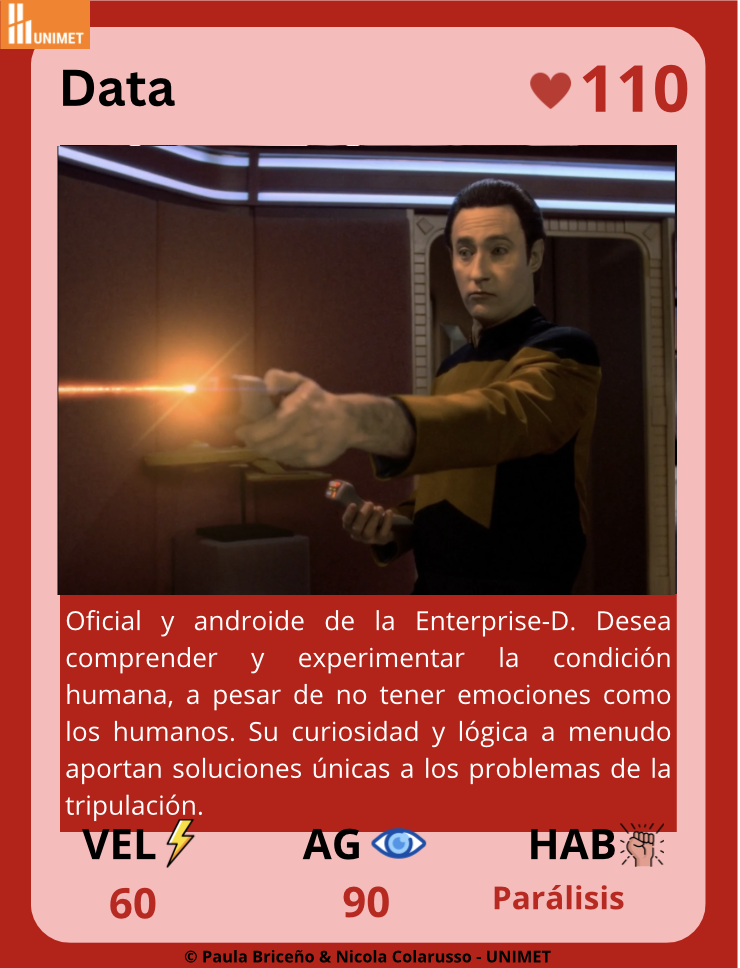 UNIMET
Data
110
Oficial y androide de la Enterprise-D. Desea
comprender y experimentar la condición
humana, a pesar de no tener emociones como
los humanos. Su curiosidad y lógica a menudo
aportan soluciones únicas a los problemas de la
tripulación.
VEL AG HAB
60 90 Parálisis
© Paula Briceño & Nicola Colarusso - UNIMET